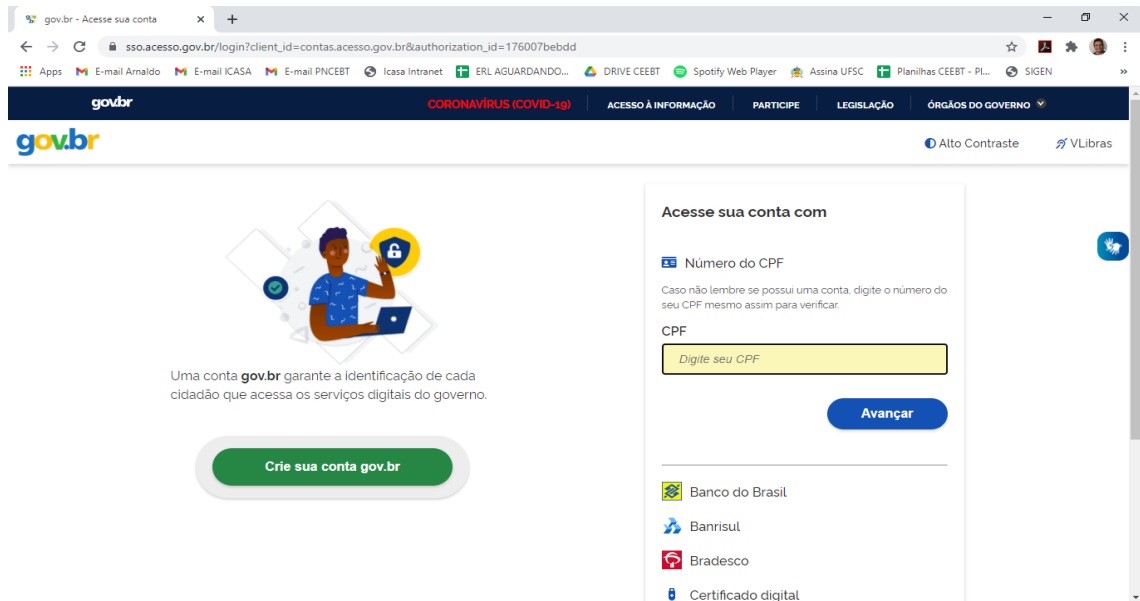 gov.br - Acesse sua conta
sso.acesso.gov.br/login?client_id=contas.acesso.gov.br&authorization_id=176007bebdd
Apps E-mail Arnaldo E-mail ICASA E-mail PNCEBT Icasa Intranet ERL AGUARDANDO... DRIVE CEEBT Spotify Web Player Assina UFSC Planilhas CEEBT - Pl... SIGEN »
gov.br CORONAVÍRUS (COVID-19) ACESSO À INFORMAÇÃO PARTICIPE LEGISLAÇÃO ÓRGÃOS DO GOVERNO
gov.br Alto Contraste VLibras
Uma conta gov.br garante a identificação de cada
cidadão que acessa os serviços digitais do governo.
Crie sua conta gov.br
Acesse sua conta com
Número do CPF
Caso não lembre se possui uma conta, digite o número do
seu CPF mesmo assim para verificar.
CPF
Digite seu CPF
Avançar
Banco do Brasil
Banrisul
Bradesco
Certificado digital